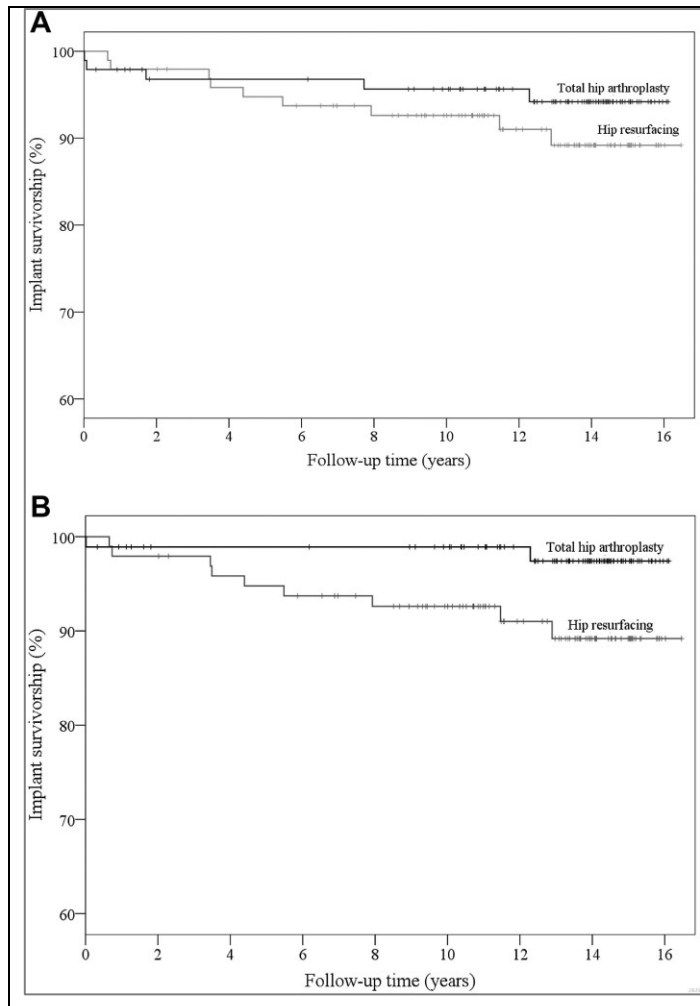 A
100
90
80
70
60
Implant survivorship (%)
Total hip arthroplasty
Hip resurfacing
0 2 4 6 8 10 12 14 16
Follow-up time (years)
B
100
90
80
70
60
Implant survivorship (%)
Total hip arthroplasty
Hip resurfacing
0 2 4 6 8 10 12 14 16
Follow-up time (years)